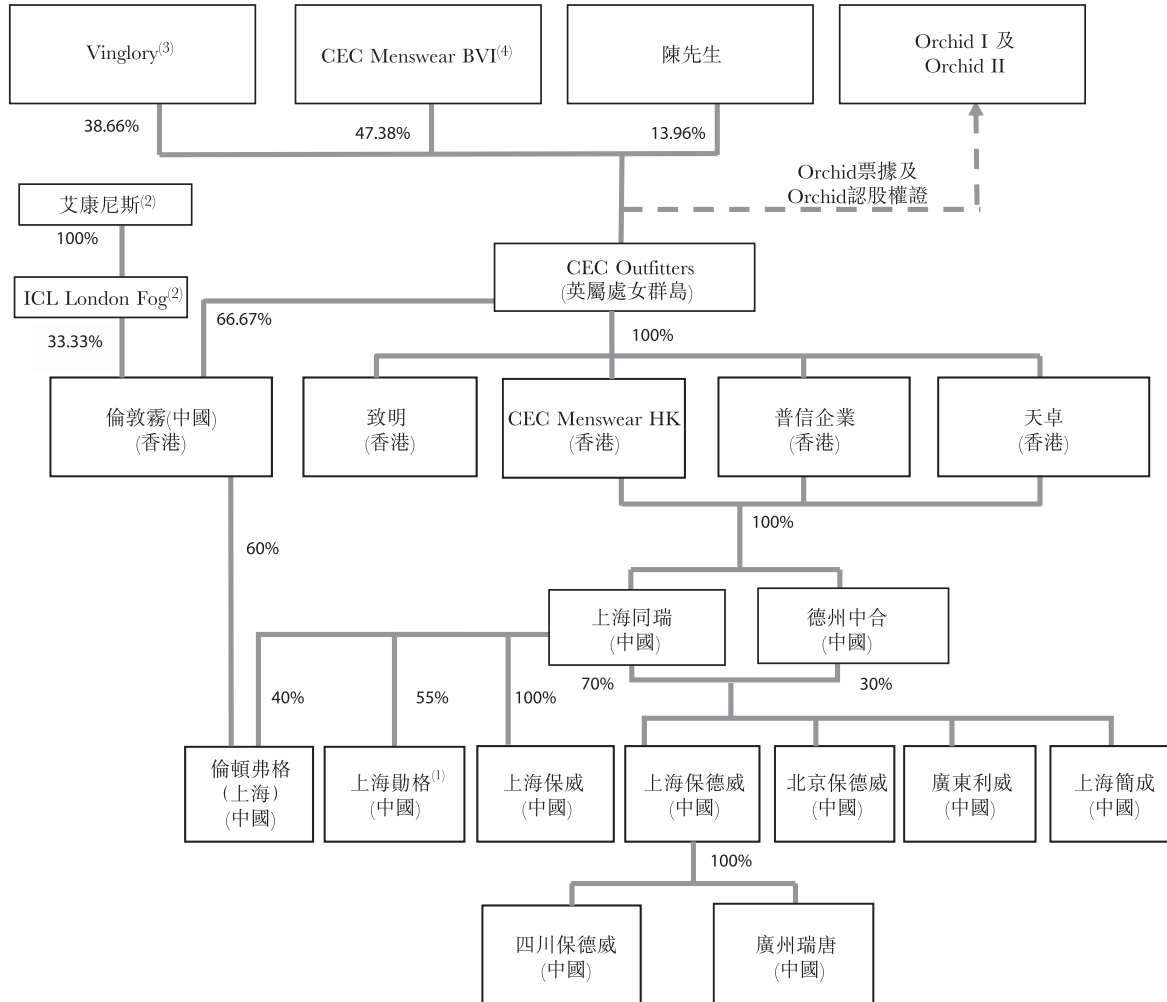 Vinglory(3)
CEC Menswear BVI(4)
陳先生
Orchid I 及
Orchid II
38.66%
47.38%
13.96%
Orchid票據及
Orchid認股權證
艾康尼斯(2)
100%
CEC Outfitters
(英屬處女群島)
ICL London Fog(2)
66.67%
33.33%
100%
倫敦霧(中國)
(香港)
致明
(香港)
CEC Menswear HK
(香港)
普信企業
(香港)
天卓
(香港)
100%
60%
上海同瑞
(中國)
德州中合
(中國)
40%
55%
100%
70%
30%
倫頓弗格
(上海)
(中國)
上海勛格(1)
(中國)
上海保威
(中國)
上海保德威
(中國)
北京保德威
(中國)
廣東利威
(中國)
上海簡成
(中國)
100%
四川保德威
(中國)
廣州瑞唐
(中國)